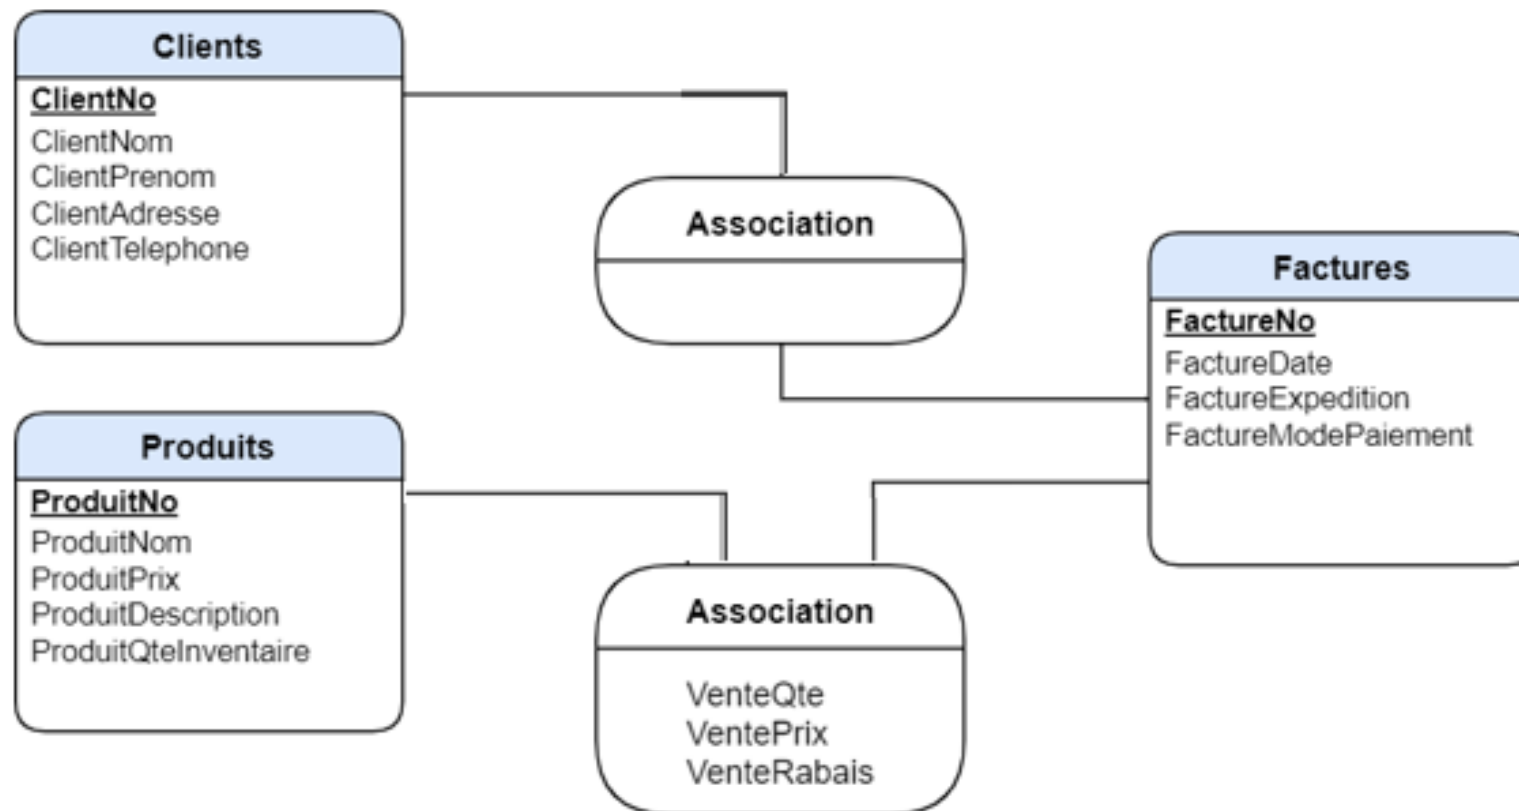 Clients
ClientNo
ClientNom
ClientPrenom
ClientAdresse
ClientTelephone
Association
Factures
FactureNo
FactureDate
FactureExpedition
FactureModePaiement
Produits
ProduitNo
ProduitNom
ProduitPrix
ProduitDescription
ProduitQteInventaire
Association
VenteQte
VentePrix
VenteRabais